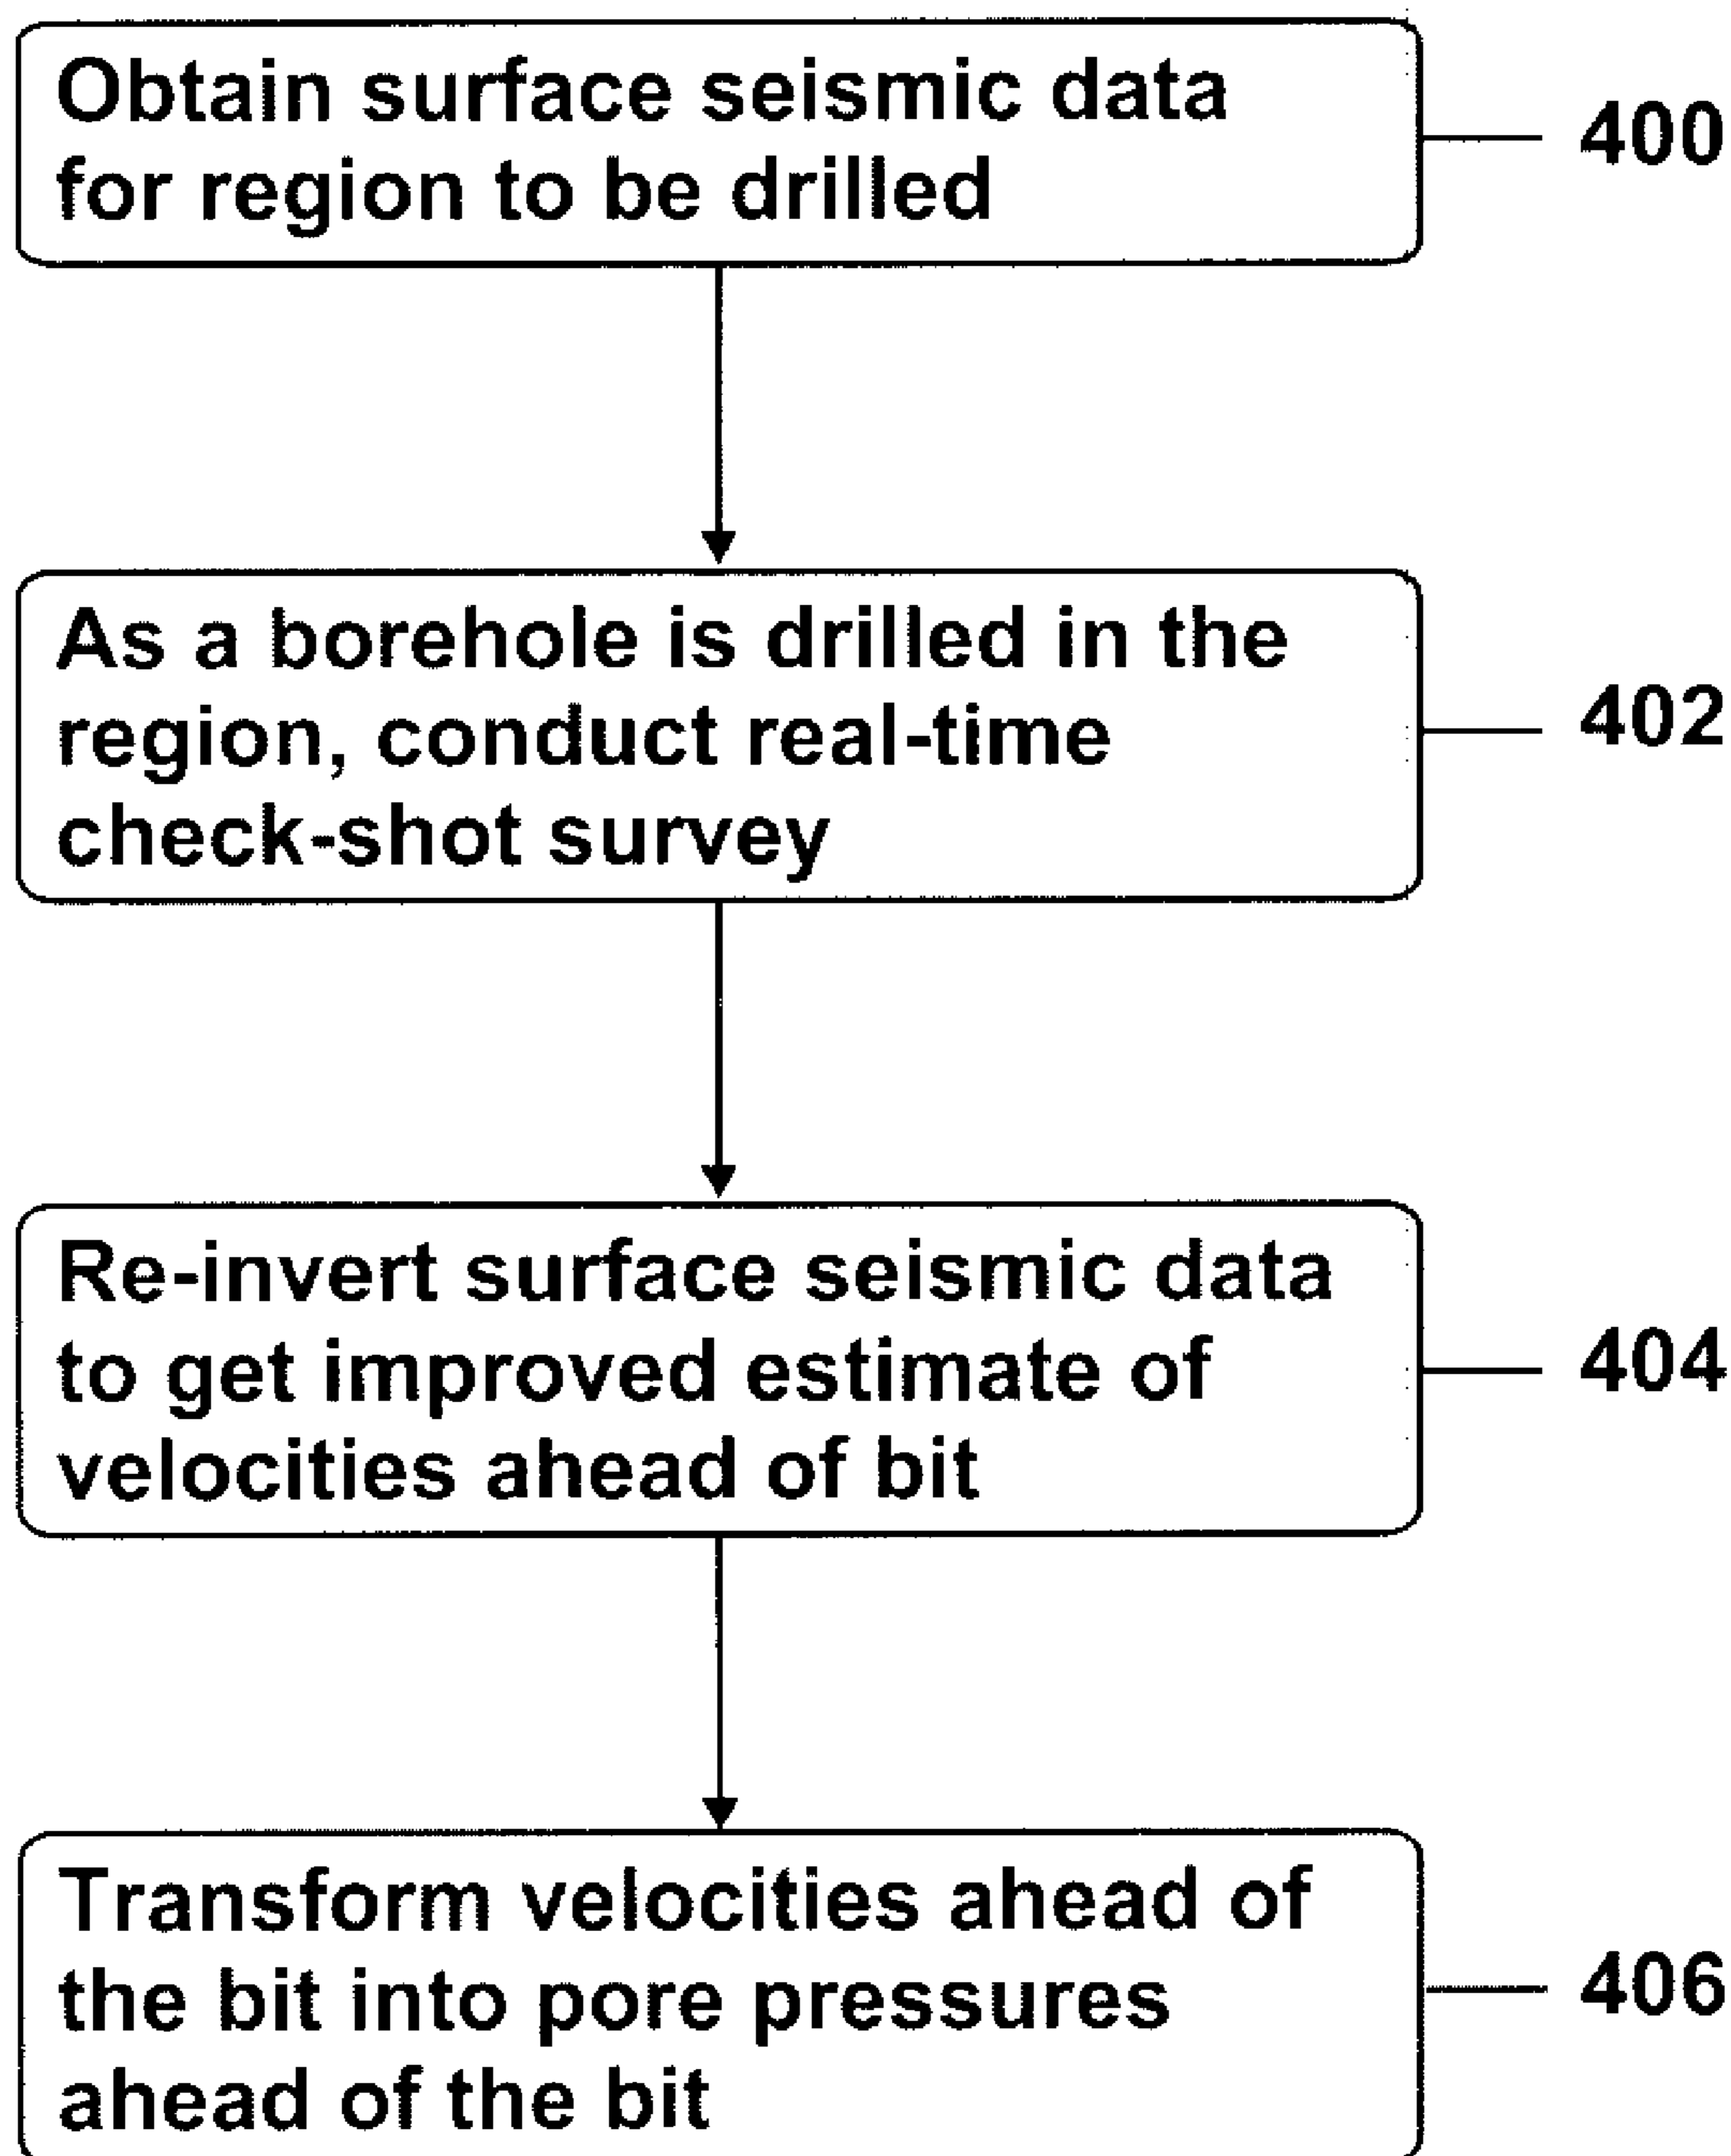 Obtain surface seismic data
for region to be drilled
400
As a borehole is drilled in the
region, conduct real-time
check-shot survey
402
Re-invert surface seismic data
to get improved estimate of
velocities ahead of bit
404
Transform velocities ahead of
the bit into pore pressures
ahead of the bit
406